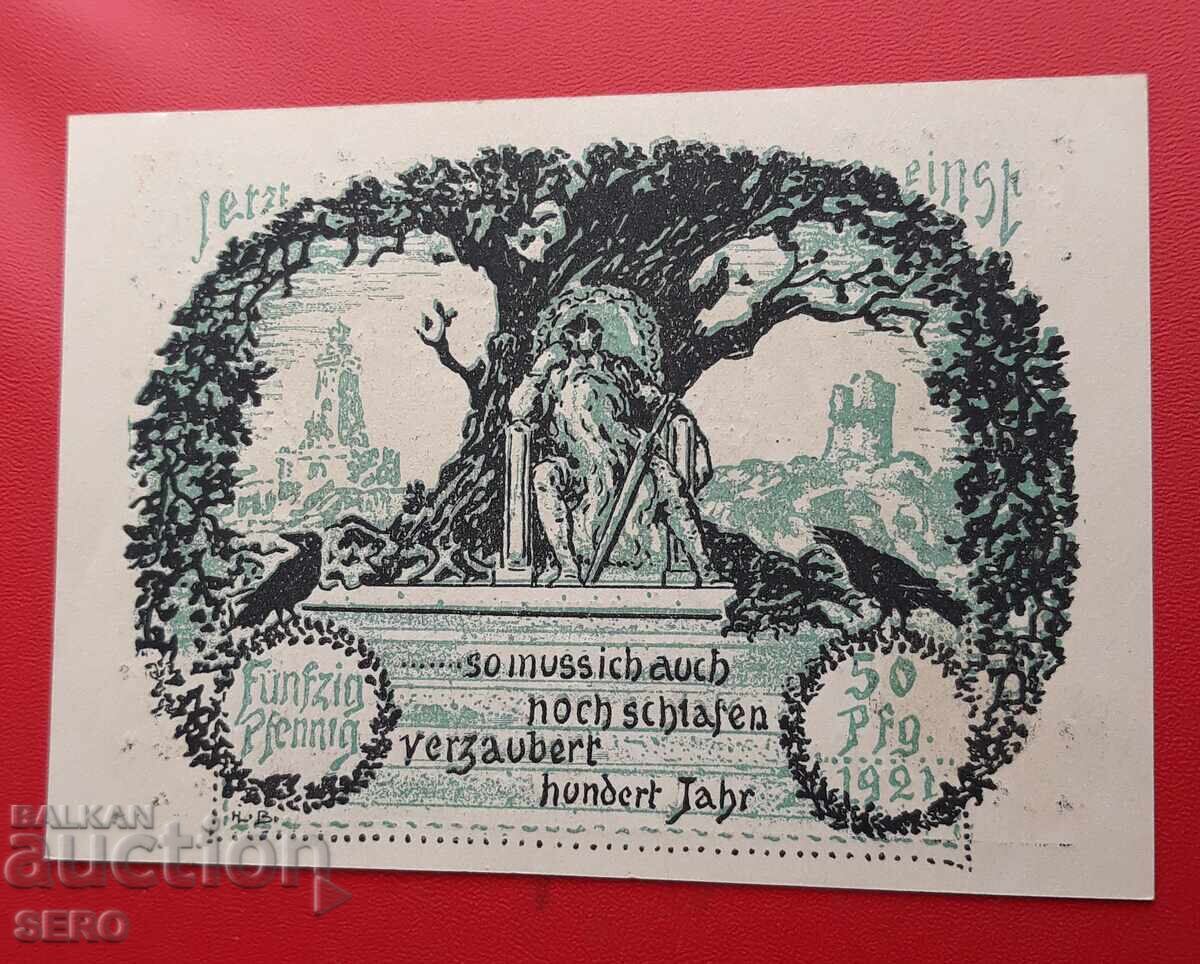 Jetzt einst
.......so muss ich auch
noch schlafen
verzaubert
hundert Jahr
Fünfzig
Pfennig
50
Pfg.
1921
H.B.
BALKAN
auction
SERO